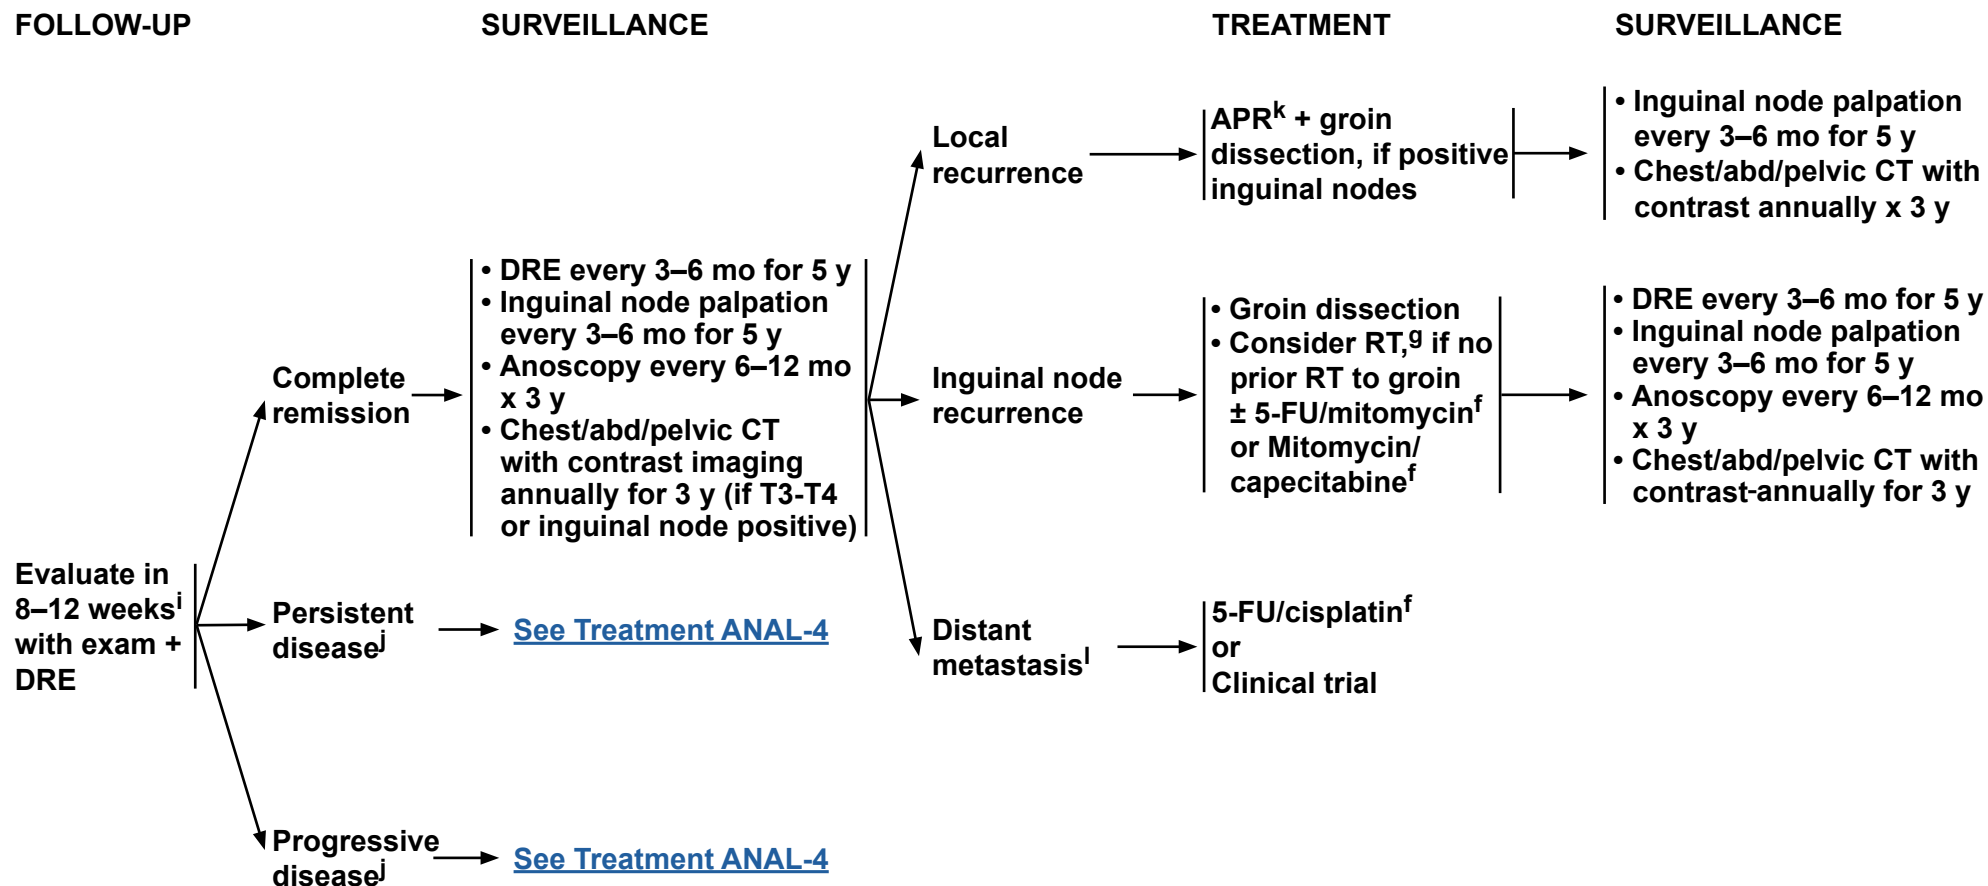 FOLLOW-UP
SURVEILLANCE
TREATMENT
SURVEILLANCE
Evaluate in
8–12 weeksⁱ
with exam +
DRE
Complete
remission
• DRE every 3–6 mo for 5 y
• Inguinal node palpation
every 3–6 mo for 5 y
• Anoscopy every 6–12 mo
x 3 y
• Chest/abd/pelvic CT
with contrast imaging
annually for 3 y (if T3-T4
or inguinal node positive)
Local
recurrence
APRᵏ + groin
dissection, if positive
inguinal nodes
• Inguinal node palpation
every 3–6 mo for 5 y
• Chest/abd/pelvic CT with
contrast annually x 3 y
Inguinal node
recurrence
• Groin dissection
• Consider RT,ᵍ if no
prior RT to groin
± 5-FU/mitomycinᶠ
or Mitomycin/
capecitabineᶠ
• DRE every 3–6 mo for 5 y
• Inguinal node palpation
every 3–6 mo for 5 y
• Anoscopy every 6–12 mo
x 3 y
• Chest/abd/pelvic CT with
contrast-annually for 3 y
Distant
metastasisˡ
5-FU/cisplatinᶠ
or
Clinical trial
Persistent
diseaseʲ
See Treatment ANAL-4
Progressive
diseaseʲ
See Treatment ANAL-4